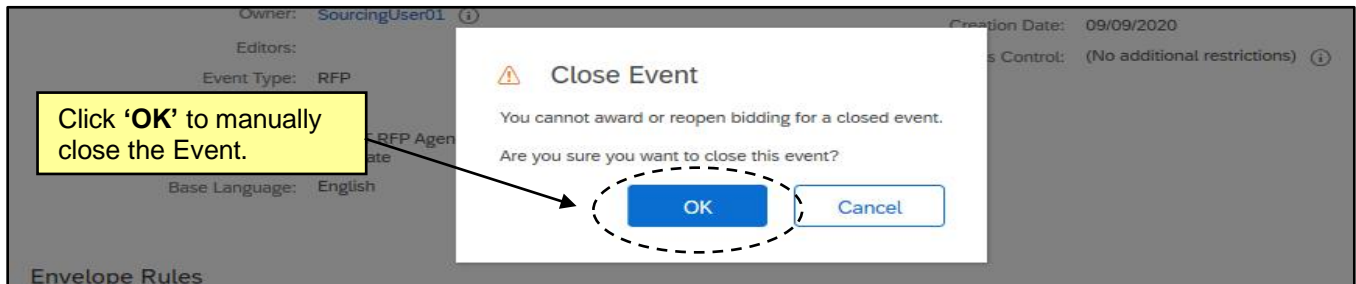 Owner: SourcingUser01
Creation Date: 09/09/2020
Editors:
s Control: (No additional restrictions)
Event Type: RFP
Close Event
You cannot award or reopen bidding for a closed event.
Click ‘OK’ to manually
close the Event.
RFP Agen
ate
Are you sure you want to close this event?
Base Language: English
OK
Cancel
Envelope Rules